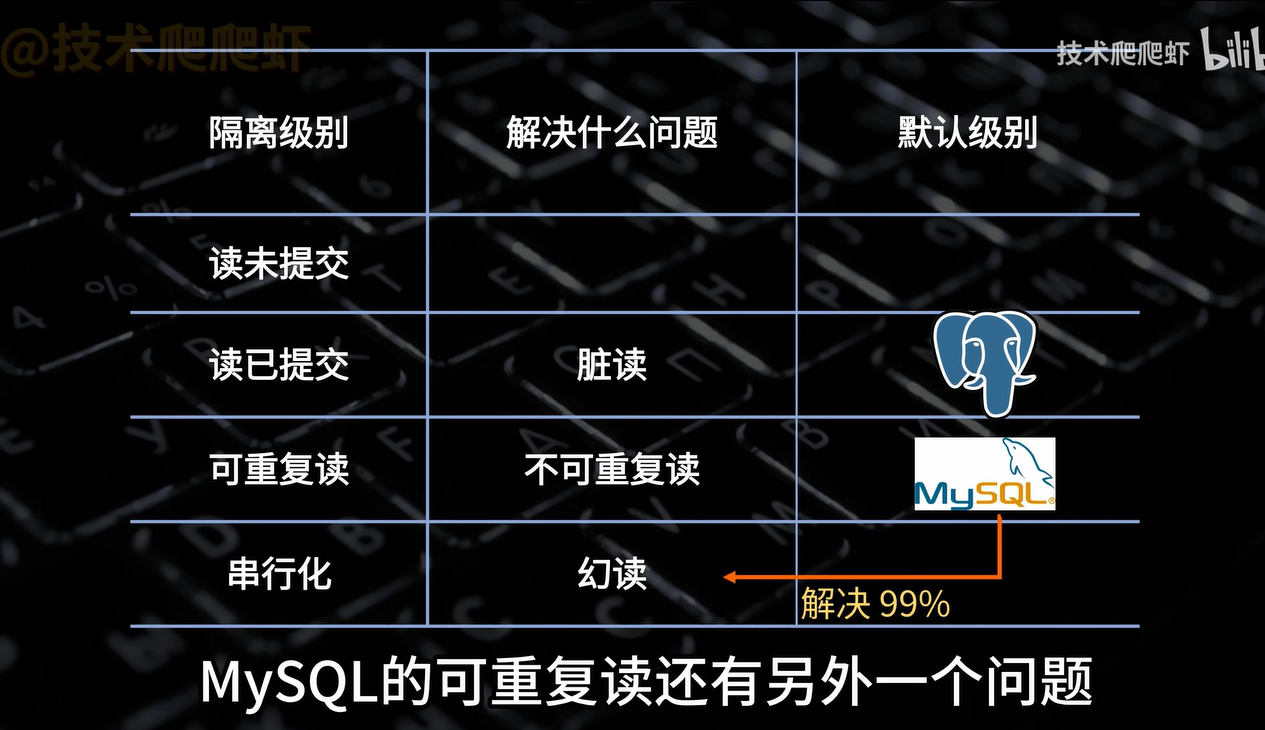 @技术爬爬虾
技术爬爬虾 bilib
隔离级别 解决什么问题 默认级别
读未提交
读已提交 脏读
可重复读 不可重复读 MySQL®
串行化 幻读
解决 99%
MySQL的可重复读还有另外一个问题